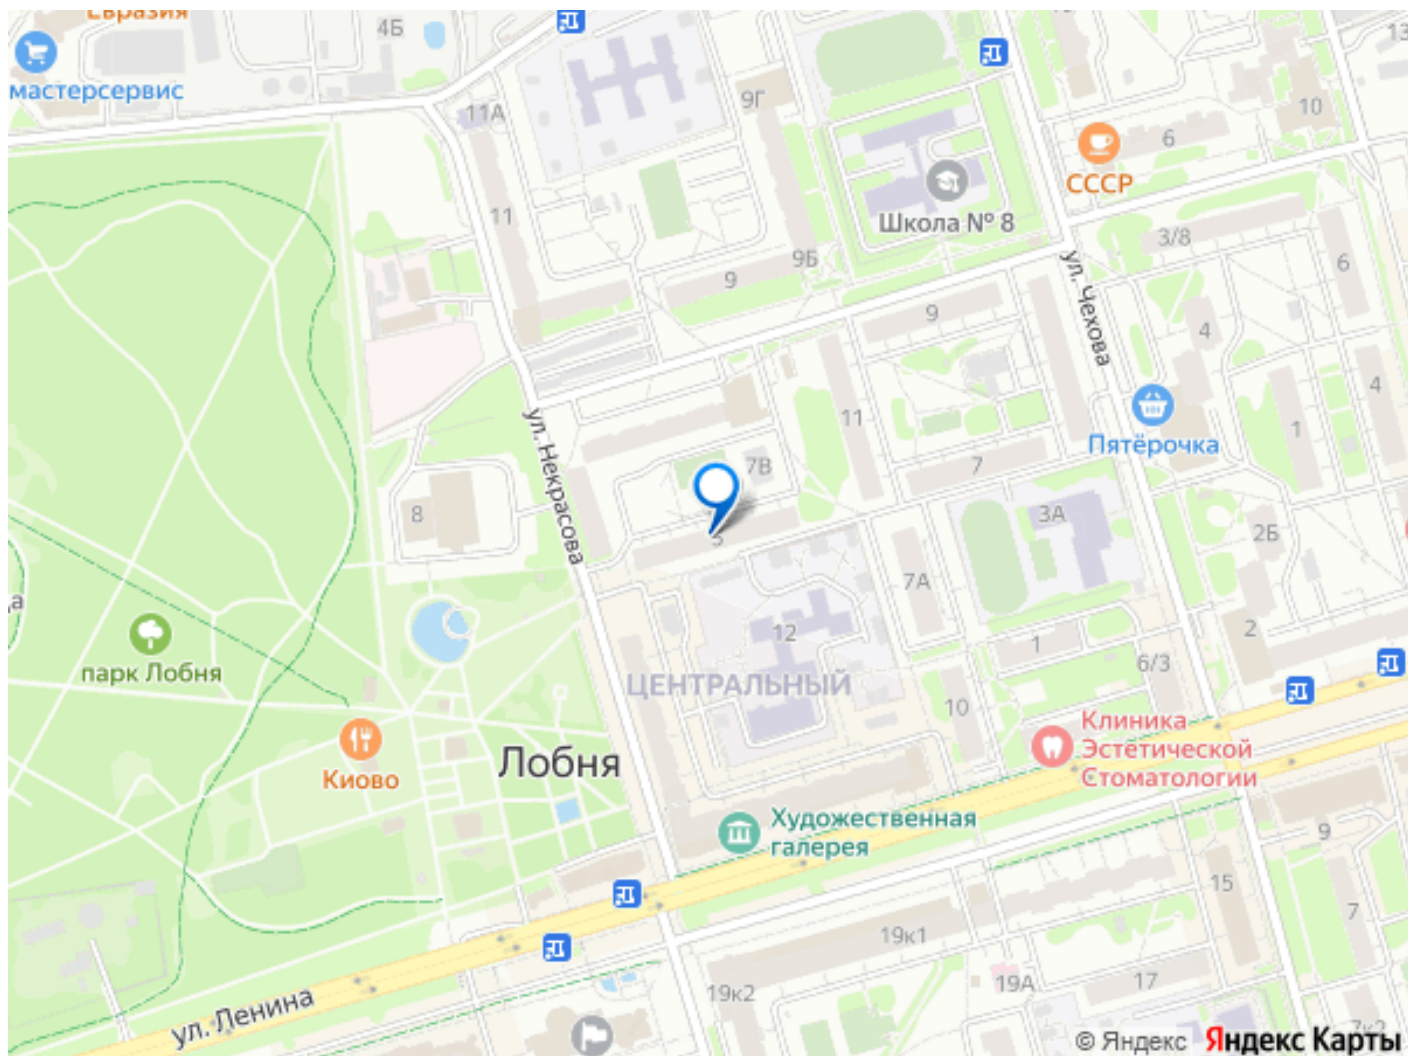 Евразия
4Б
13
мастерсервис
9Г
11А
10
6
СССР
Школа № 8
11
3/8
9Б
9
6
ул. Чехова
9
4
4
Пятёрочка
ул. Некрасова
11
1
7В
7
8
3А
2Б
5
7А
да
12
2
1
парк Лобня
6/3
ЦЕНТРАЛЬНЫЙ
10
Клиника
Эстетической
Стоматологии
Лобня
Киово
Художественная
галерея
9
15
7
19к1
17
19А
19к2
ул. Ленина
© Яндекс
Яндекс Карты
7к2